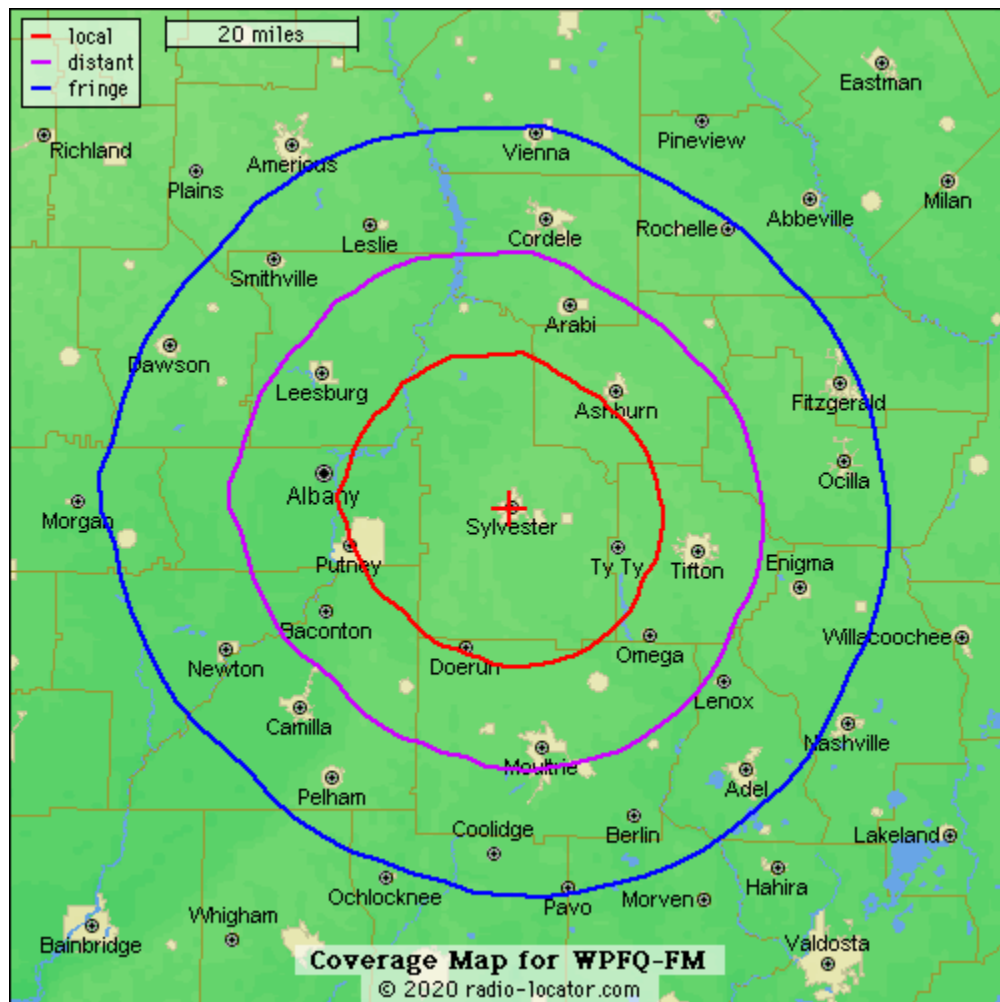 20 miles
local
distant
fringe
Eastman
Richland
Americus
Vienna
Pineview
Plains
Abbeville
Milan
Leslie
Cordele
Rochelle
Smithville
Arabi
Dawson
Leesburg
Ashburn
Fitzgerald
Albany
Ocilla
Morgan
Sylvester
Putney
Ty Ty
Tifton
Enigma
Baconton
Doerun
Omega
Willacoochee
Newton
Lenox
Camilla
Moultrie
Nashville
Pelham
Adel
Berlin
Coolidge
Lakeland
Ochlocknee
Pavo
Morven
Hahira
Whigham
Bainbridge
Valdosta
Coverage Map for WPFQ-FM
© 2020 radio-locator.com